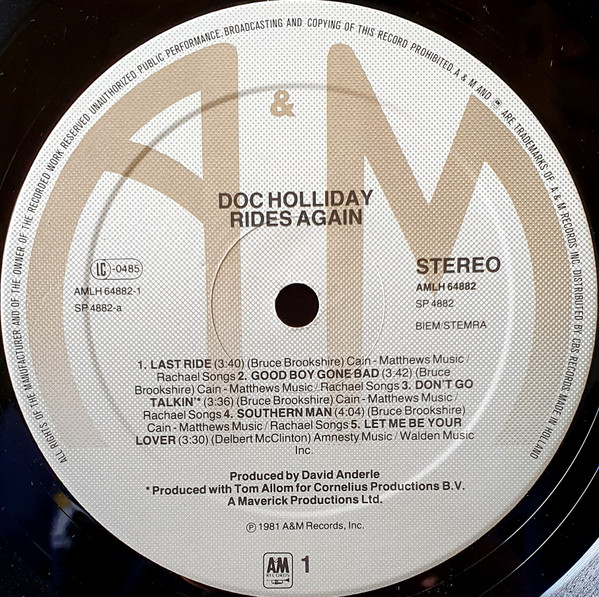 ALL RIGHTS OF THE MANUFACTURER AND OF THE OWNER OF THE RECORDED WORK RESERVED. UNAUTHORIZED PUBLIC PERFORMANCE, BROADCASTING AND COPYING OF THIS RECORD PROHIBITED. A & M AND ARE TRADEMARKS OF A & M RECORDS INC. DISTRIBUTED BY CBS RECORDS MADE IN HOLLAND
A&M
DOC HOLLIDAY
RIDES AGAIN
LC-0485
AMLH 64882-1
SP 4882-a
STEREO
AMLH 64882
SP 4882
BIEM/STEMRA
1. LAST RIDE (3:40) (Bruce Brookshire) Cain - Matthews Music /
Rachael Songs 2. GOOD BOY GONE BAD (3:42) (Bruce
Brookshire) Cain - Matthews Music / Rachael Songs 3. DON'T GO
TALKIN'* (3:36) (Bruce Brookshire) Cain - Matthews Music /
Rachael Songs 4. SOUTHERN MAN (4:04) (Bruce Brookshire)
Cain - Matthews Music / Rachael Songs 5. LET ME BE YOUR
LOVER (3:30) (Delbert McClinton) Amnesty Music / Walden Music
Inc.
Produced by David Anderle
* Produced with Tom Allom for Cornelius Productions B.V.
A Maverick Productions Ltd.
℗ 1981 A&M Records, Inc.
AM
RECORDS
1